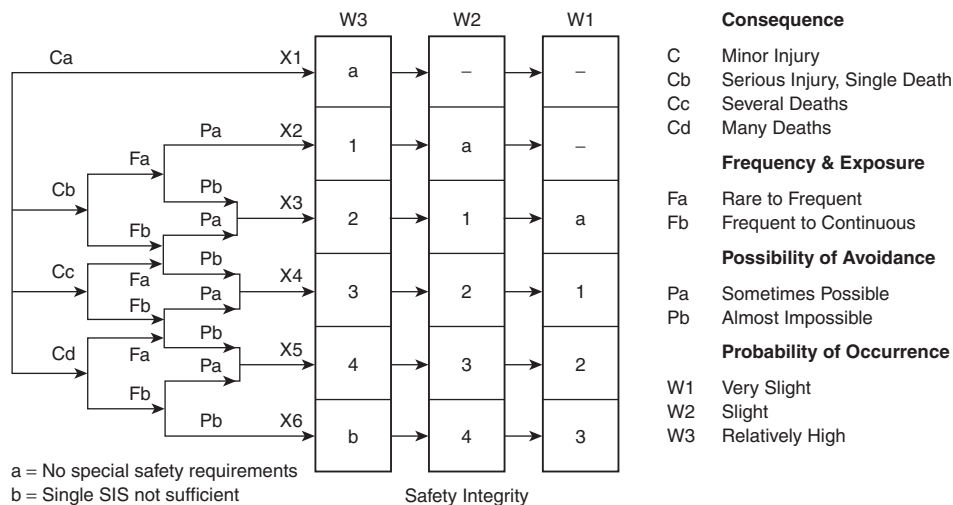 W3 W2 W1
Ca X1 a – –
Pa X2 1 a –
Fa
Cb Pb X3 2 1 a
Pa
Fb
Cc Pb X4 3 2 1
Fa
Fb Pa
Cd Pb X5 4 3 2
Fa Pa
Fb
Pb X6 b 4 3
a = No special safety requirements
b = Single SIS not sufficient
Safety Integrity
Consequence
C Minor Injury
Cb Serious Injury, Single Death
Cc Several Deaths
Cd Many Deaths
Frequency & Exposure
Fa Rare to Frequent
Fb Frequent to Continuous
Possibility of Avoidance
Pa Sometimes Possible
Pb Almost Impossible
Probability of Occurrence
W1 Very Slight
W2 Slight
W3 Relatively High